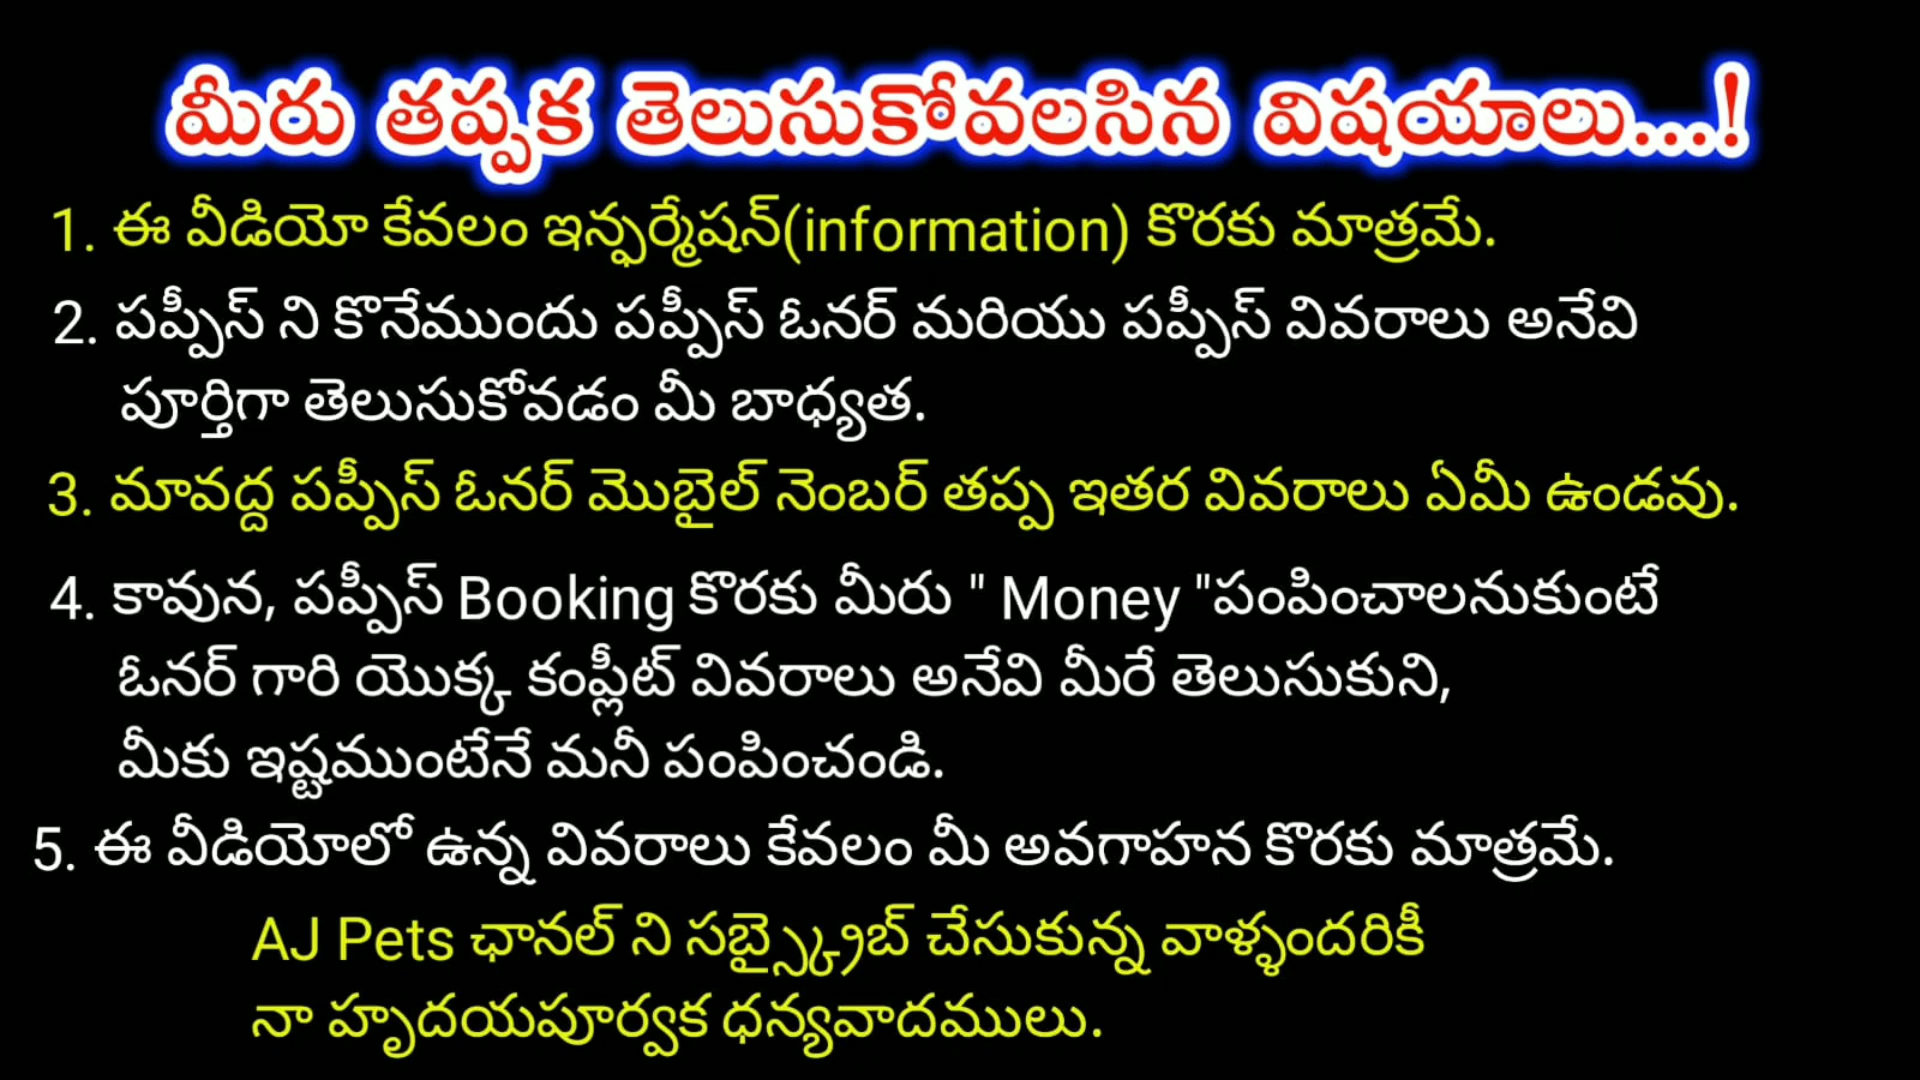 మీరు తప్పక తెలుసుకోవలసిన విషయాలు...!
1. ఈ వీడియో కేవలం ఇన్ఫర్మేషన్(information) కొరకు మాత్రమే.
2. పప్పీస్ ని కొనేముందు పప్పీస్ ఓనర్ మరియు పప్పీస్ వివరాలు అనేవి
పూర్తిగా తెలుసుకోవడం మీ బాధ్యత.
3. మావద్ద పప్పీస్ ఓనర్ మొబైల్ నెంబర్ తప్ప ఇతర వివరాలు ఏమీ ఉండవు.
4. కావున, పప్పీస్ Booking కొరకు మీరు " Money "పంపించాలనుకుంటే
ఓనర్ గారి యొక్క కంప్లీట్ వివరాలు అనేవి మీరే తెలుసుకుని,
మీకు ఇష్టముంటేనే మనీ పంపించండి.
5. ఈ వీడియోలో ఉన్న వివరాలు కేవలం మీ అవగాహన కొరకు మాత్రమే.
AJ Pets ఛానల్ ని సబ్స్క్రైబ్ చేసుకున్న వాళ్ళందరికీ
నా హృదయపూర్వక ధన్యవాదములు.